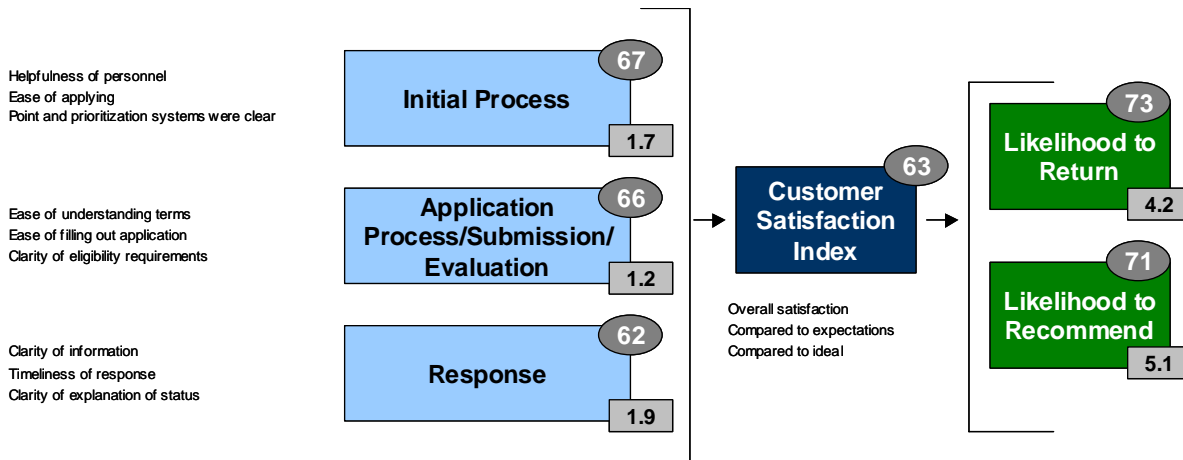 Helpfulness of personnel
Ease of applying
Point and prioritization systems were clear
67
Initial Process
1.7
Ease of understanding terms
Ease of filling out application
Clarity of eligibility requirements
66
Application
Process/Submission/
Evaluation
1.2
Clarity of information
Timeliness of response
Clarity of explanation of status
62
Response
1.9
63
Customer
Satisfaction
Index
Overall satisfaction
Compared to expectations
Compared to ideal
73
Likelihood to
Return
4.2
71
Likelihood to
Recommend
5.1